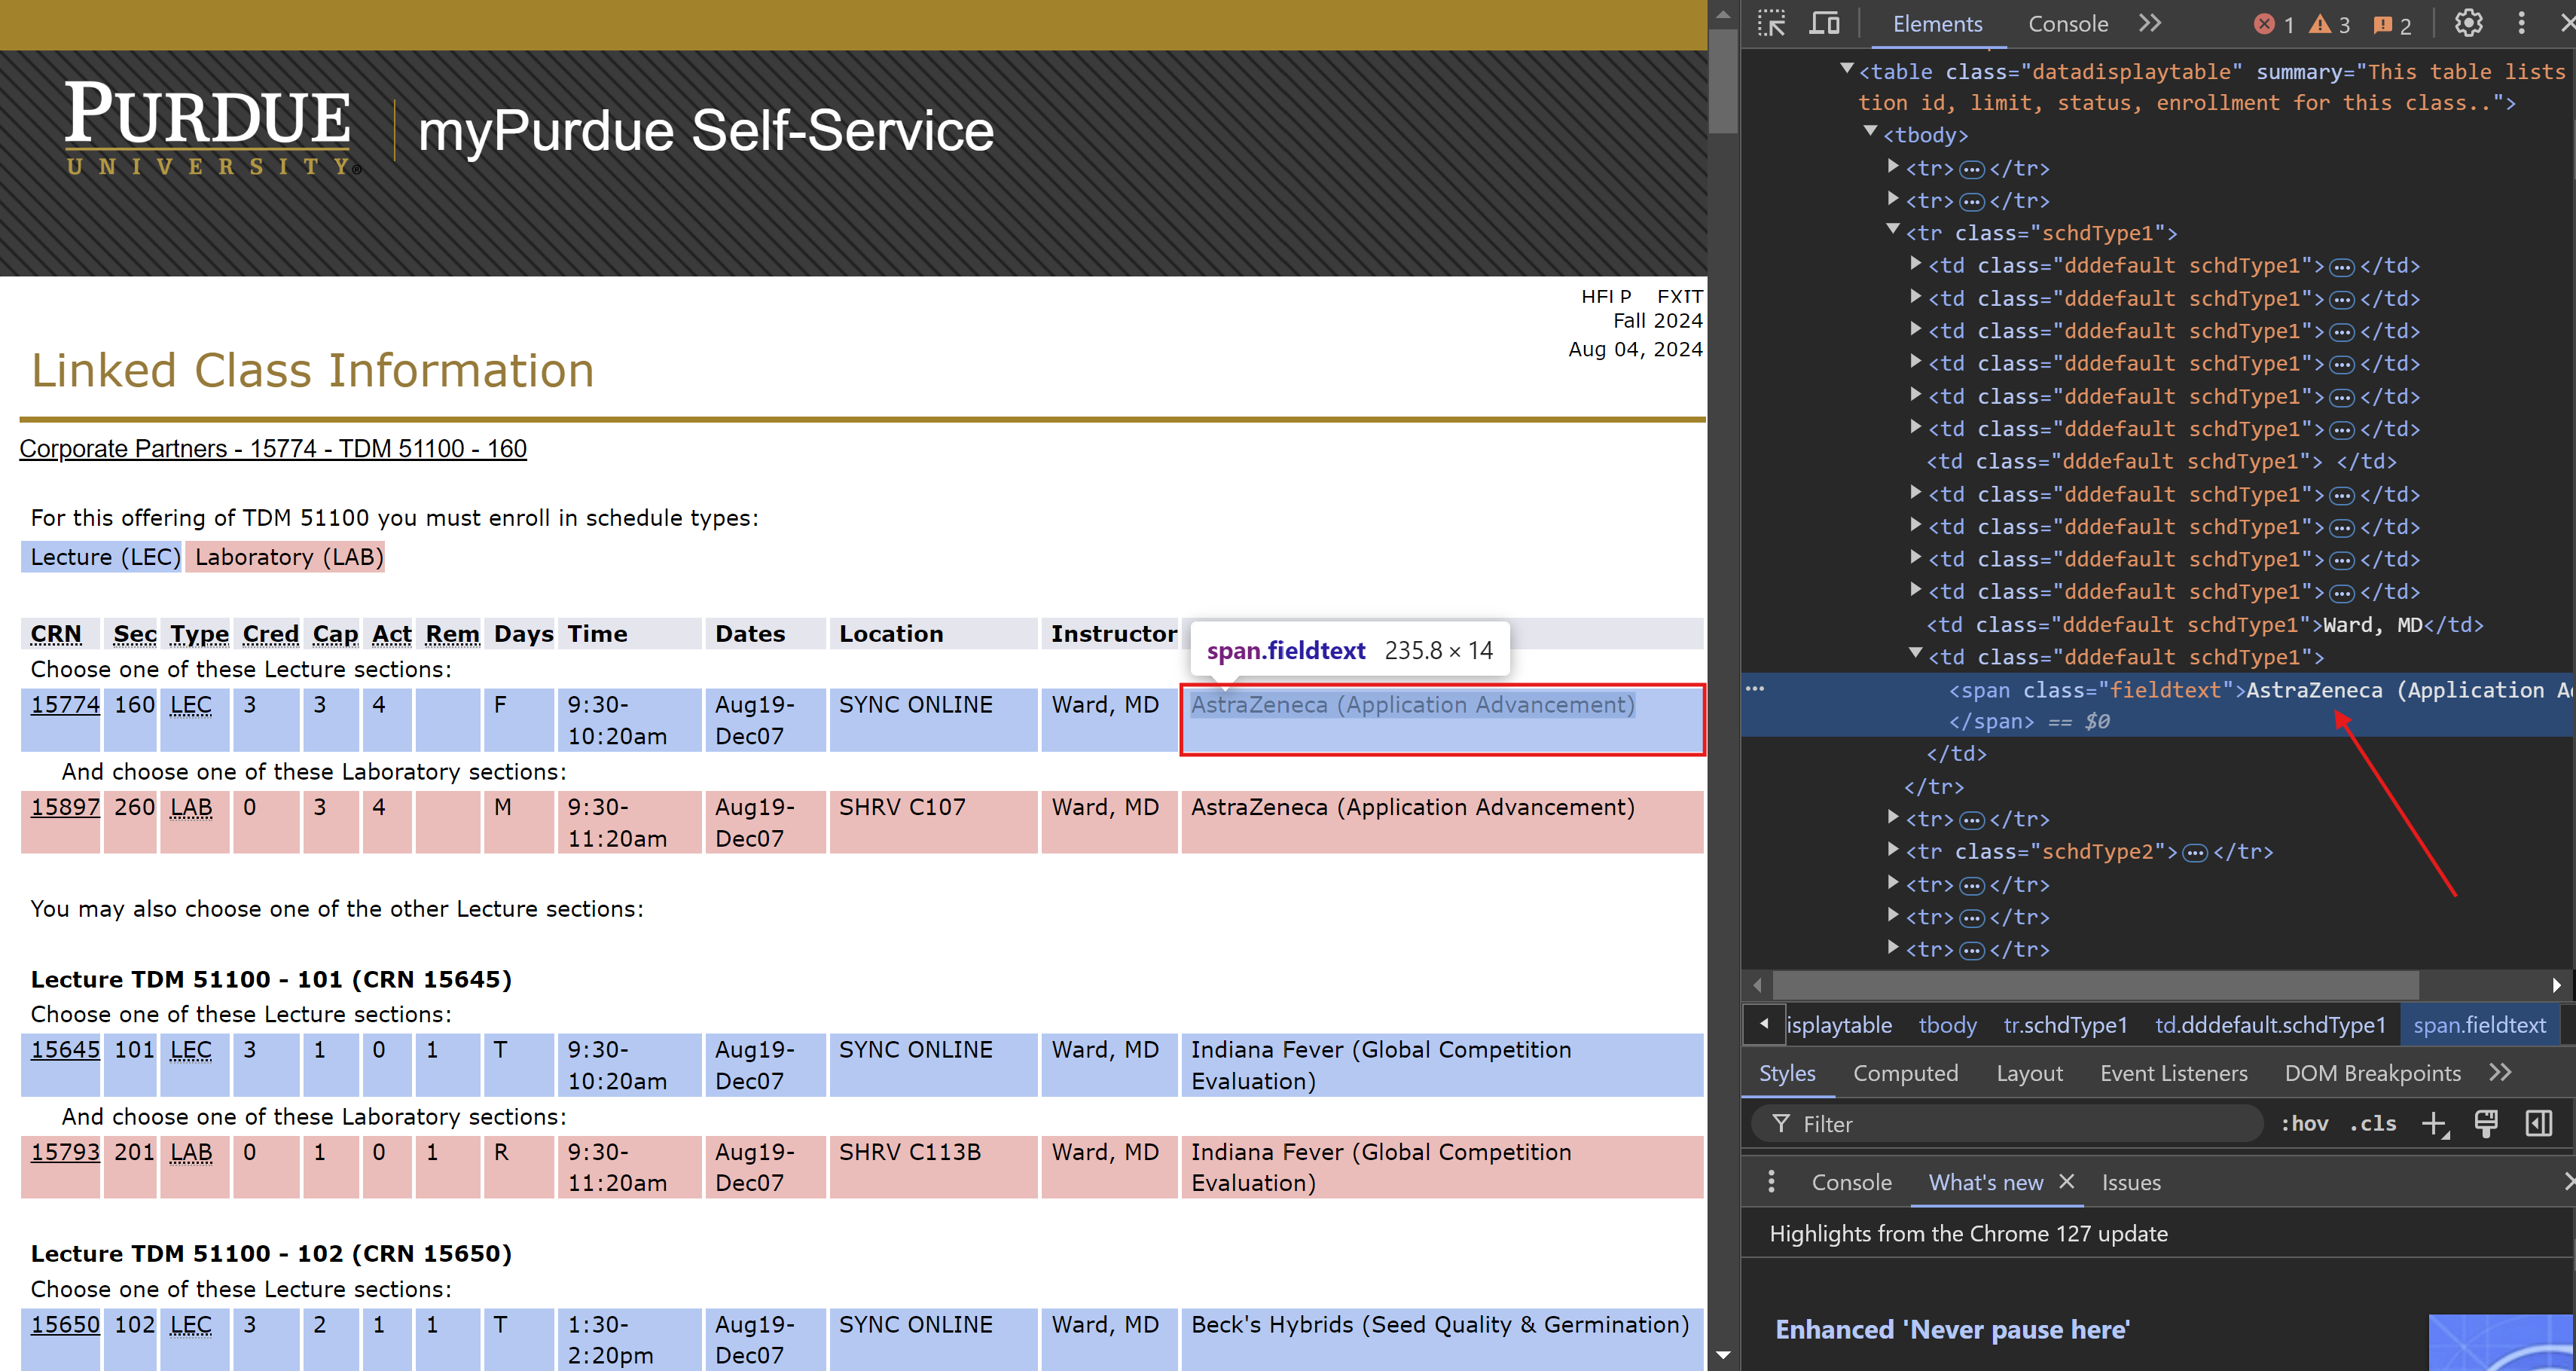 PURDUE
UNIVERSITY®
myPurdue Self-Service
HELP EXIT
Fall 2024
Aug 04, 2024
Linked Class Information
Corporate Partners - 15774 - TDM 51100 - 160
For this offering of TDM 51100 you must enroll in schedule types:
Lecture (LEC) Laboratory (LAB)
CRN Sec Type Cred Cap Act Rem Days Time Dates Location Instructor
span.fieldtext 235.8 × 14
Choose one of these Lecture sections:
15774 160 LEC 3 3 4 F 9:30-10:20am Aug19-Dec07 SYNC ONLINE Ward, MD AstraZeneca (Application Advancement)
And choose one of these Laboratory sections:
15897 260 LAB 0 3 4 M 9:30-11:20am Aug19-Dec07 SHRV C107 Ward, MD AstraZeneca (Application Advancement)
You may also choose one of the other Lecture sections:
Lecture TDM 51100 - 101 (CRN 15645)
Choose one of these Lecture sections:
15645 101 LEC 3 1 0 1 T 9:30-10:20am Aug19-Dec07 SYNC ONLINE Ward, MD Indiana Fever (Global Competition Evaluation)
And choose one of these Laboratory sections:
15793 201 LAB 0 1 0 1 R 9:30-11:20am Aug19-Dec07 SHRV C113B Ward, MD Indiana Fever (Global Competition Evaluation)
Lecture TDM 51100 - 102 (CRN 15650)
Choose one of these Lecture sections:
15650 102 LEC 3 2 1 1 T 1:30-2:20pm Aug19-Dec07 SYNC ONLINE Ward, MD Beck's Hybrids (Seed Quality & Germination)
Elements Console 1 3 2
<table class="datadisplaytable" summary="This table lists
tion id, limit, status, enrollment for this class..">
<tbody>
<tr>…</tr>
<tr>…</tr>
<tr class="schdType1">
<td class="dddefault schdType1">…</td>
<td class="dddefault schdType1">…</td>
<td class="dddefault schdType1">…</td>
<td class="dddefault schdType1">…</td>
<td class="dddefault schdType1">…</td>
<td class="dddefault schdType1">…</td>
<td class="dddefault schdType1"> </td>
<td class="dddefault schdType1">…</td>
<td class="dddefault schdType1">…</td>
<td class="dddefault schdType1">…</td>
<td class="dddefault schdType1">…</td>
<td class="dddefault schdType1">Ward, MD</td>
<td class="dddefault schdType1">
<span class="fieldtext">AstraZeneca (Application A
</span> == $0
</td>
</tr>
<tr>…</tr>
<tr class="schdType2">…</tr>
<tr>…</tr>
<tr>…</tr>
<tr>…</tr>
isplaytable tbody tr.schdType1 td.dddefault.schdType1 span.fieldtext
Styles Computed Layout Event Listeners DOM Breakpoints
Filter :hov .cls
Console What's new Issues
Highlights from the Chrome 127 update
Enhanced 'Never pause here'